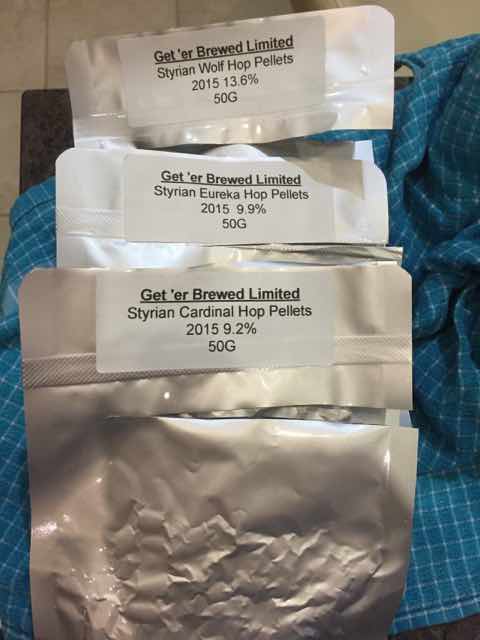 Get 'er Brewed Limited
Styrian Wolf Hop Pellets
2015 13.6%
50G
Get 'er Brewed Limited
Styrian Eureka Hop Pellets
2015 9.9%
50G
Get 'er Brewed Limited
Styrian Cardinal Hop Pellets
2015 9.2%
50G